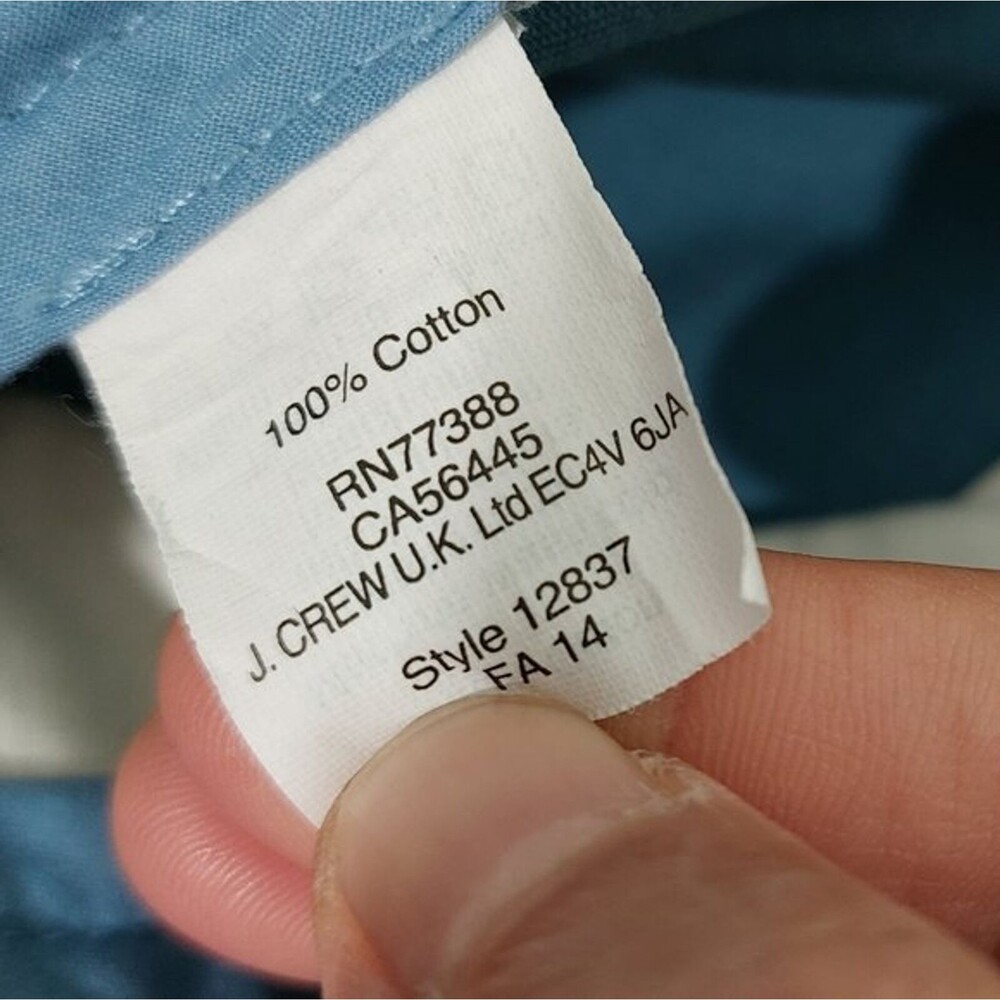 100% Cotton
RN77388
CA56445
J. CREW U.K. Ltd EC4V 6JA
Style 12837
FA 14